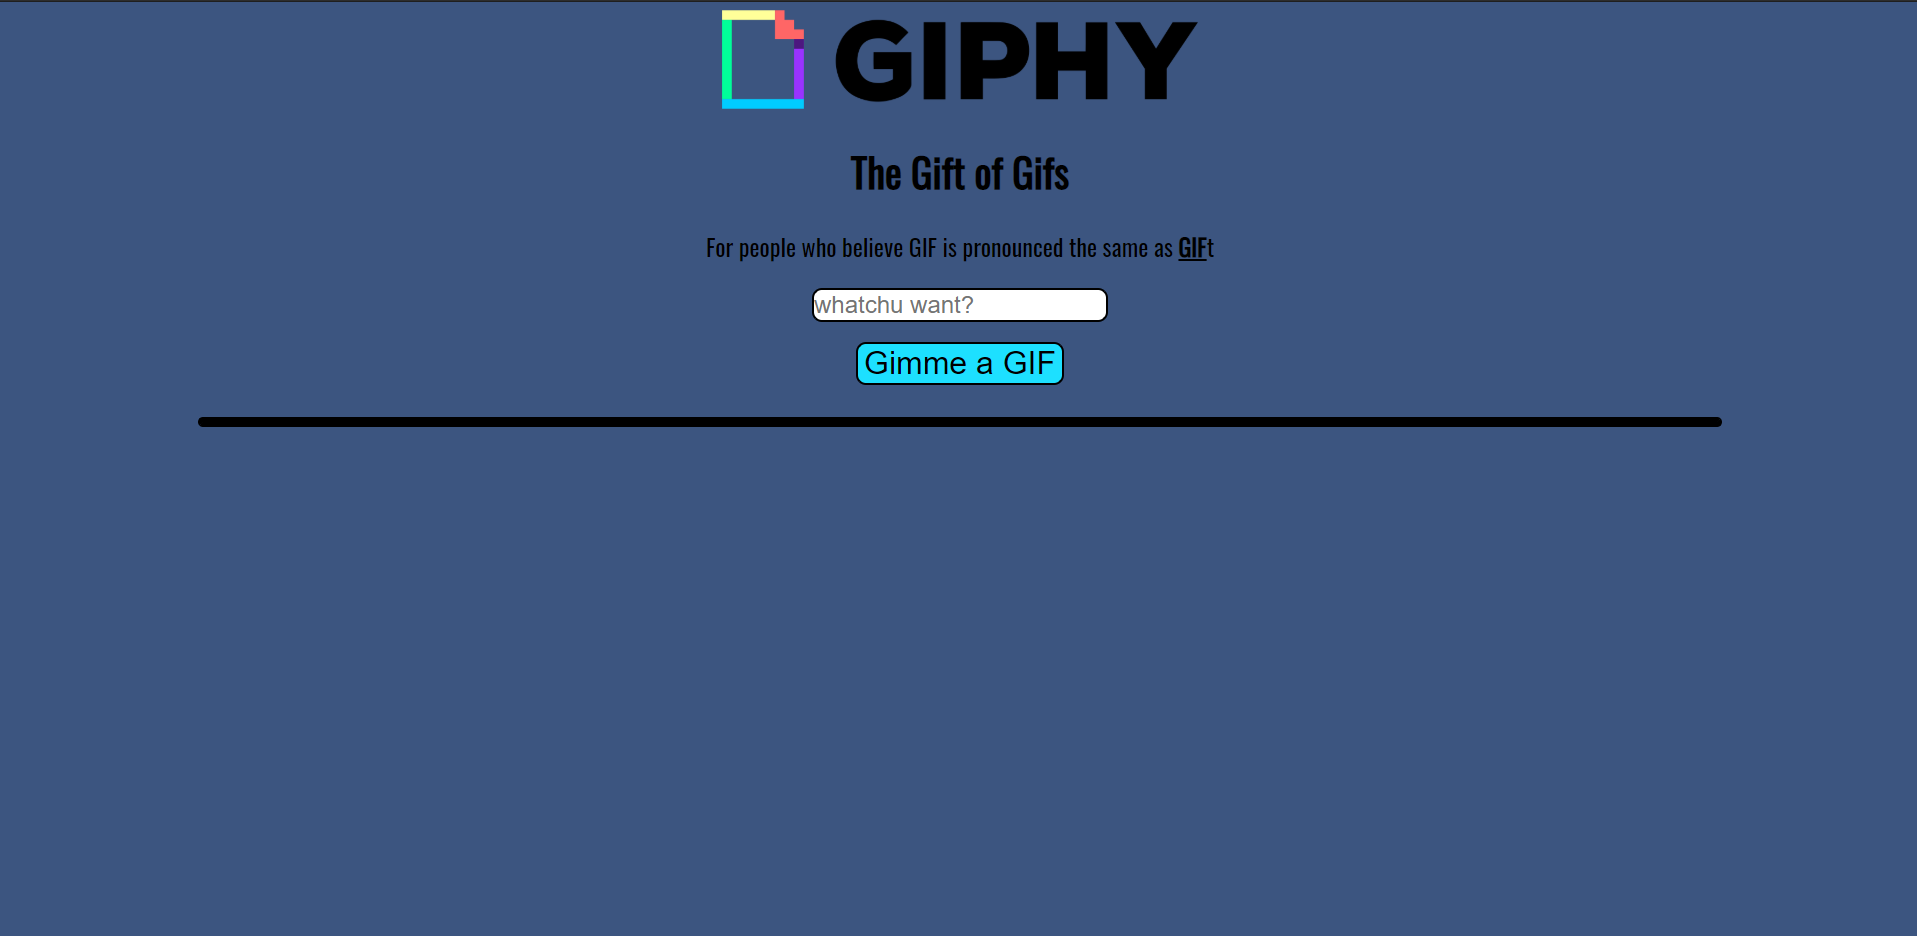 GIPHY
The Gift of Gifs
For people who believe GIF is pronounced the same as GIFt
whatchu want?
Gimme a GIF